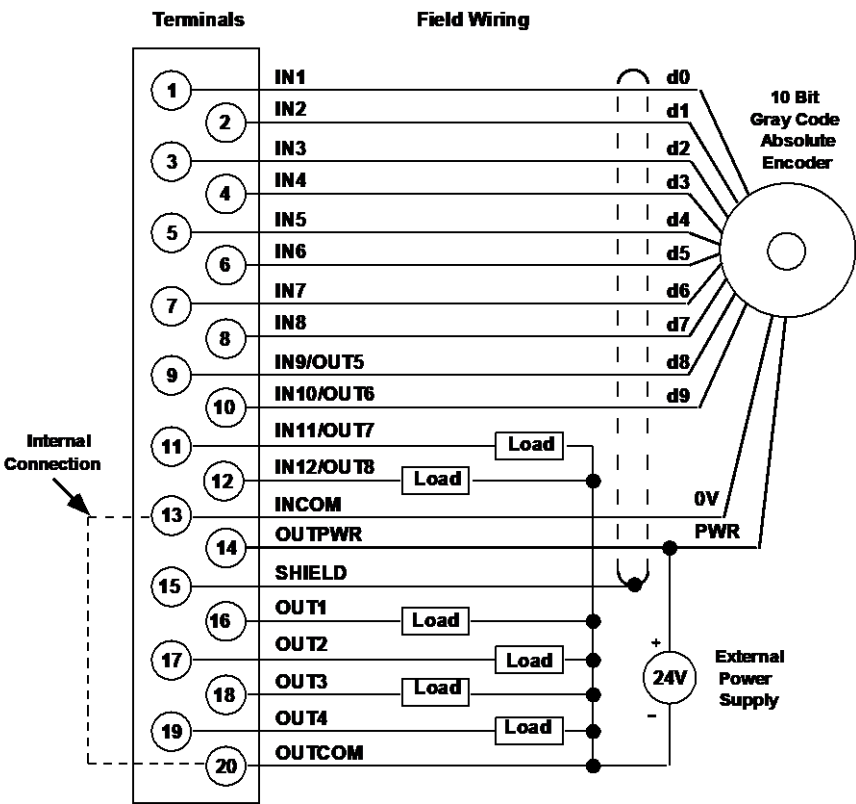 Terminals
Field Wiring
1
IN1
d0
2
IN2
d1
10 Bit
Gray Code
Absolute
Encoder
3
IN3
d2
4
IN4
d3
5
IN5
d4
6
IN6
d5
7
IN7
d6
8
IN8
d7
9
IN9/OUT5
d8
10
IN10/OUT6
d9
11
IN11/OUT7
Load
Internal
Connection
12
IN12/OUT8
Load
13
INCOM
0V
14
OUTPWR
PWR
15
SHIELD
16
OUT1
Load
17
OUT2
Load
+
24V
−
External
Power
Supply
18
OUT3
Load
19
OUT4
Load
20
OUTCOM